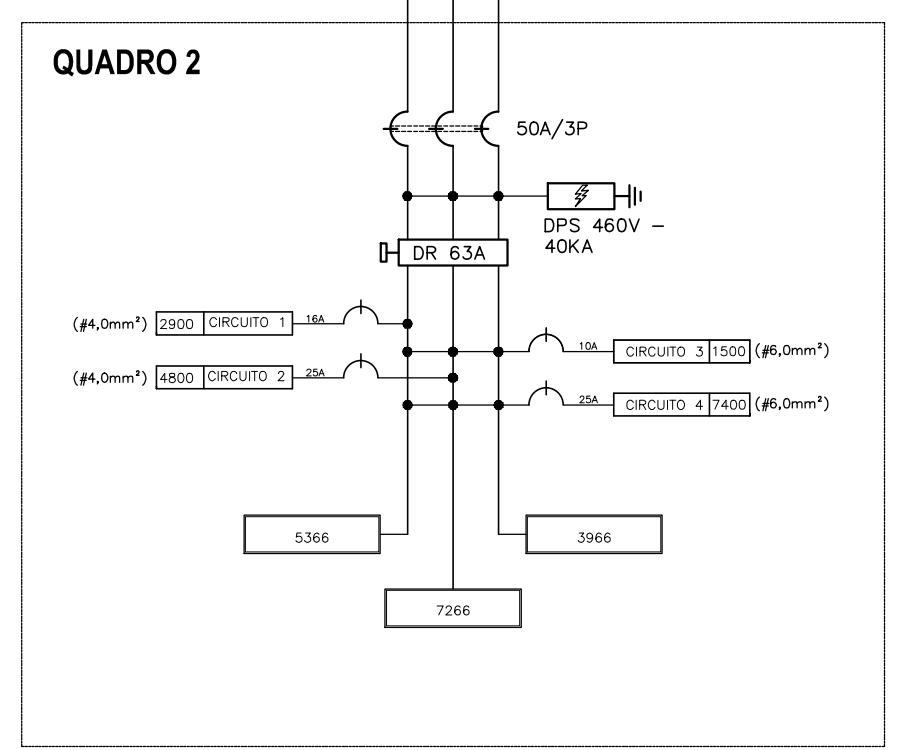 QUADRO 2
50A/3P
DPS 460V –
40KA
DR 63A
(#4,0mm²) 2900 CIRCUITO 1 16A
10A CIRCUITO 3 1500 (#6,0mm²)
(#4,0mm²) 4800 CIRCUITO 2 25A
25A CIRCUITO 4 7400 (#6,0mm²)
5366
3966
7266